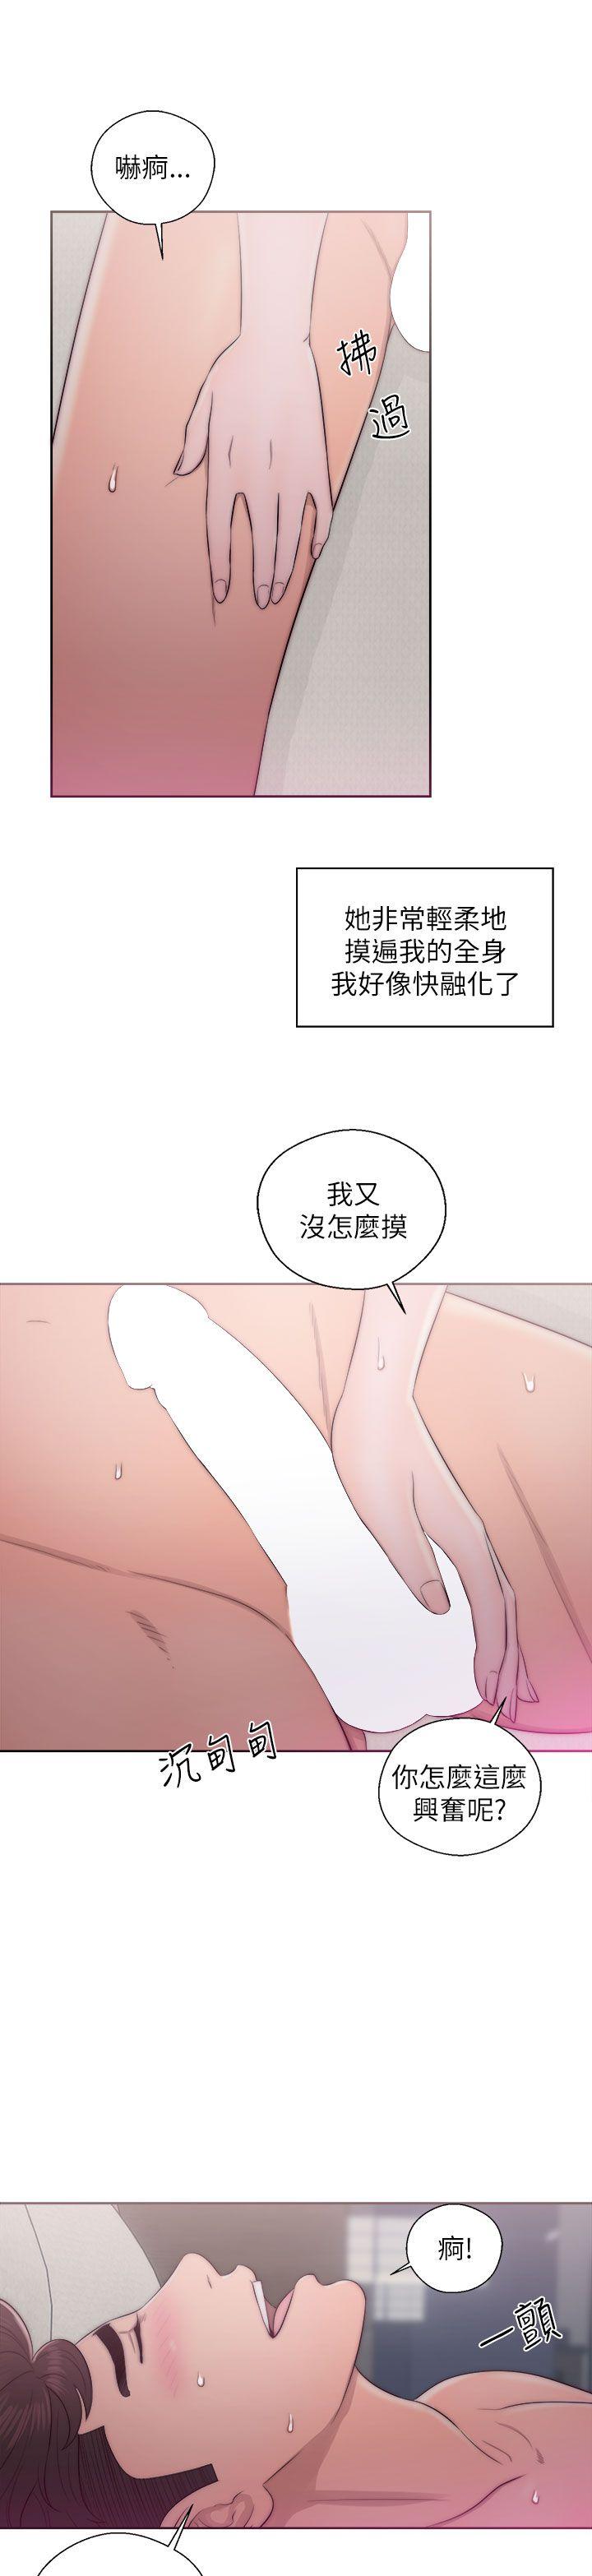 嚇痾...
拂
過
她非常輕柔地
摸遍我的全身
我好像快融化了
我又
沒怎麼摸
沉甸甸
你怎麼這麼
興奮呢?
痾!
一顫